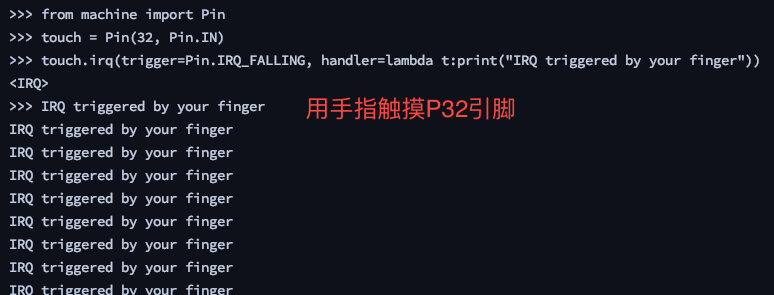 >>> from machine import Pin
>>> touch = Pin(32, Pin.IN)
>>> touch.irq(trigger=Pin.IRQ_FALLING, handler=lambda t:print("IRQ triggered by your finger"))
<IRQ>
>>> IRQ triggered by your finger
用手指触摸P32引脚
IRQ triggered by your finger
IRQ triggered by your finger
IRQ triggered by your finger
IRQ triggered by your finger
IRQ triggered by your finger
IRQ triggered by your finger
IRQ triggered by your finger
IRQ triggered by your finger